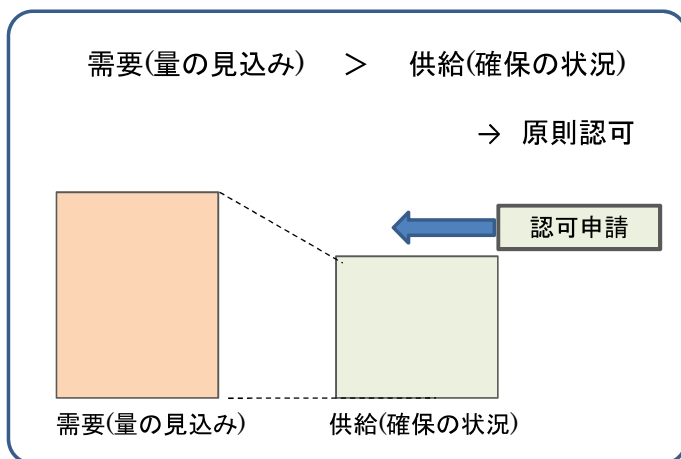 需要(量の見込み) > 供給(確保の状況)
→ 原則認可
認可申請
需要(量の見込み) 供給(確保の状況)